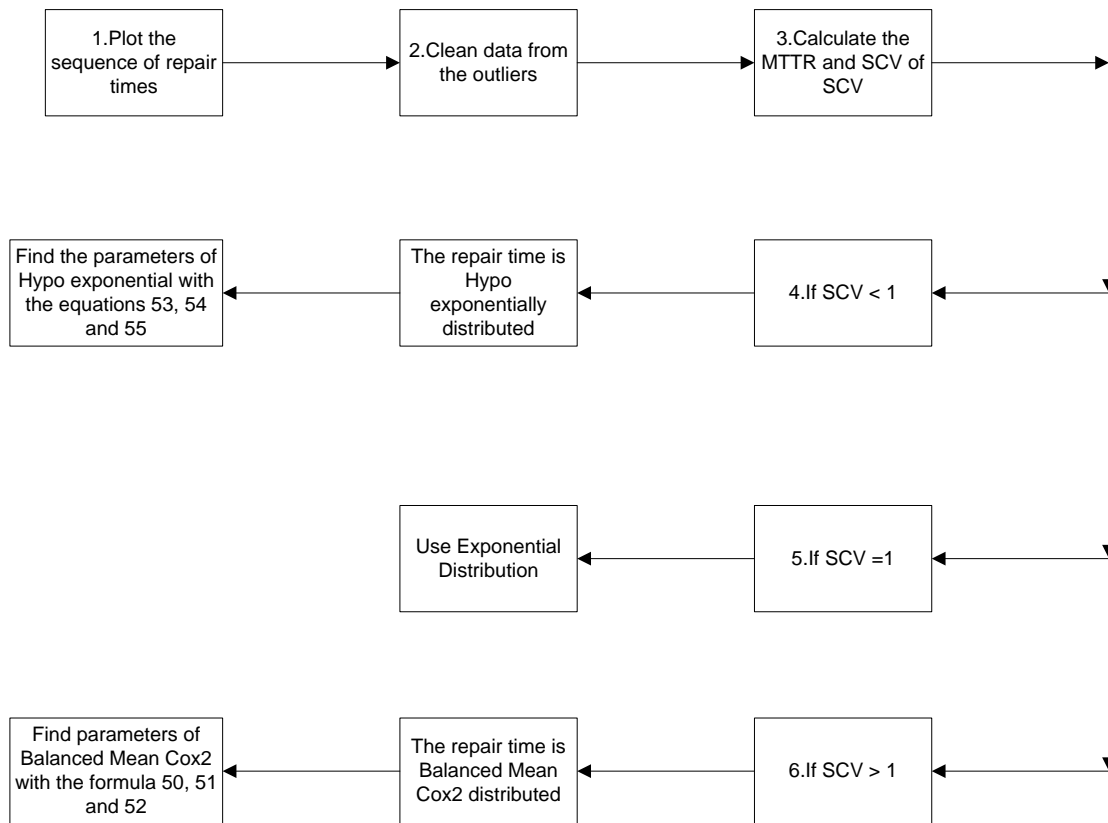 1.Plot the
sequence of repair
times
2.Clean data from
the outliers
3.Calculate the
MTTR and SCV of
SCV
Find the parameters of
Hypo exponential with
the equations 53, 54
and 55
The repair time is
Hypo
exponentially
distributed
4.If SCV < 1
Use Exponential
Distribution
5.If SCV =1
Find parameters of
Balanced Mean Cox2
with the formula 50, 51
and 52
The repair time is
Balanced Mean
Cox2 distributed
6.If SCV > 1